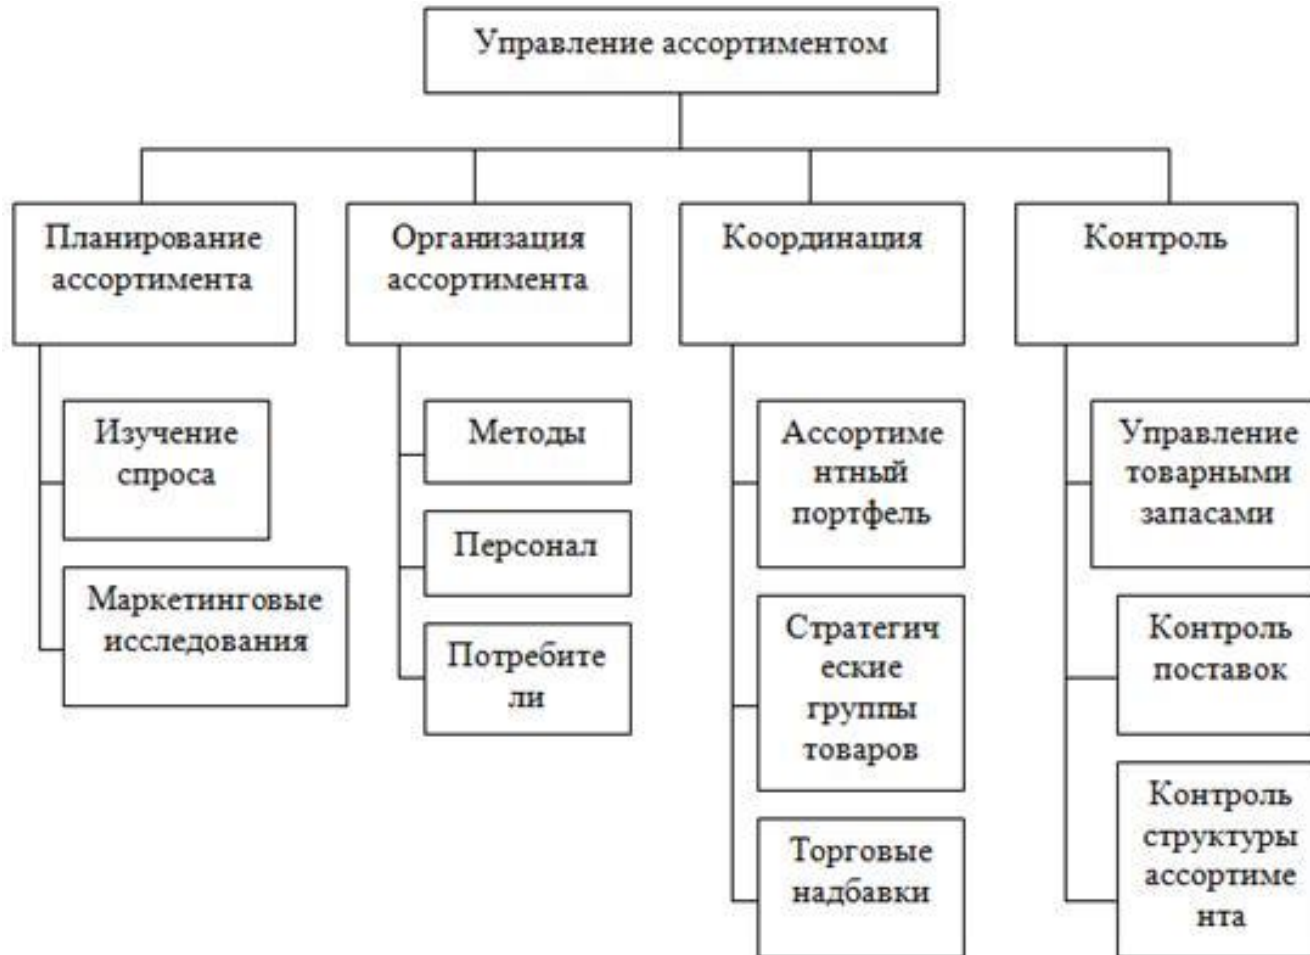 Управление ассортиментом
Планирование
ассортимента
Организация
ассортимента
Координация
Контроль
Изучение
спроса
Маркетинговые
исследования
Методы
Персонал
Потребите
ли
Ассортиме
нтный
портфель
Стратегич
еские
группы
товаров
Торговые
надбавки
Управление
товарными
запасами
Контроль
поставок
Контроль
структуры
ассортиме
нта